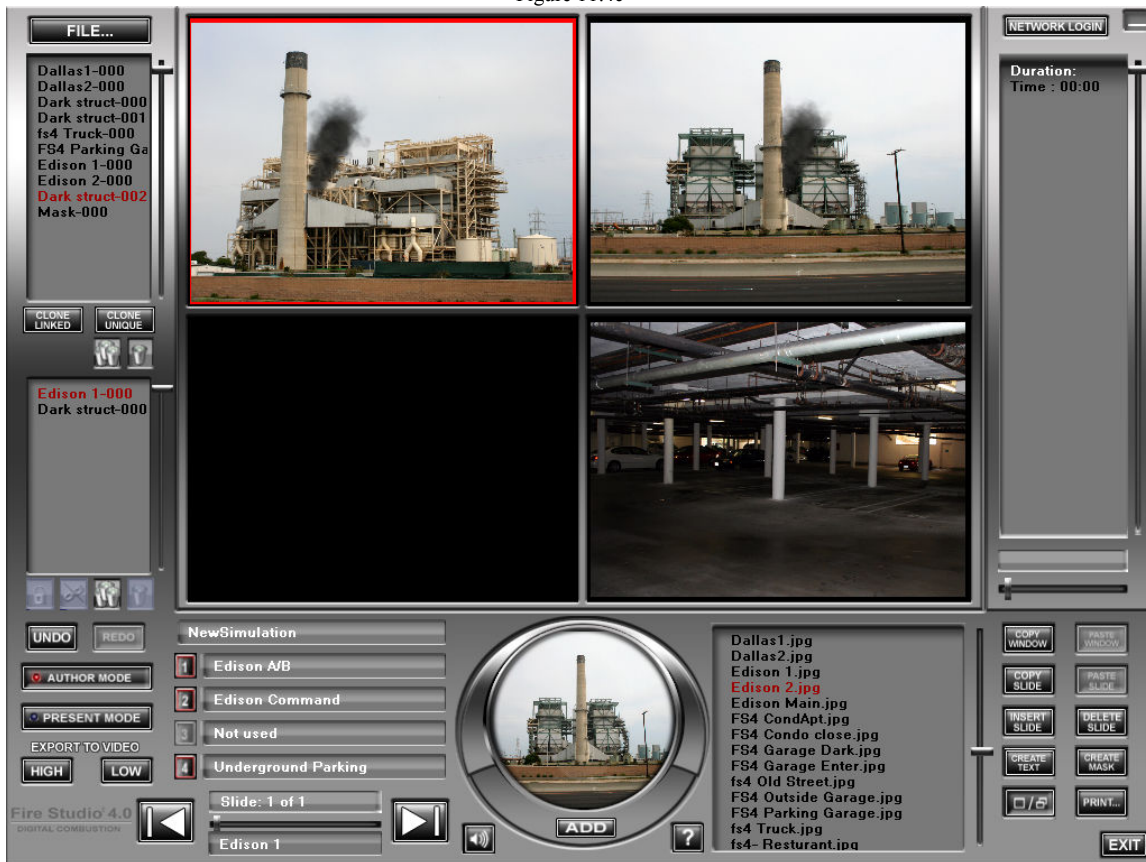 FILE...
Dallas1-000
Dallas2-000
Dark struct-000
Dark struct-001
fs4 Truck-000
FS4 Parking Ga
Edison 1-000
Edison 2-000
Dark struct-002
Mask-000
CLONE LINKED
CLONE UNIQUE
Edison 1-000
Dark struct-000
UNDO
REDO
AUTHOR MODE
PRESENT MODE
EXPORT TO VIDEO
HIGH
LOW
Fire Studio 4.0
DIGITAL COMBUSTION
NewSimulation
1 Edison A/B
2 Edison Command
3 Not used
4 Underground Parking
Slide: 1 of 1
Edison 1
ADD
?
Dallas1.jpg
Dallas2.jpg
Edison 1.jpg
Edison 2.jpg
Edison Main.jpg
FS4 CondApt.jpg
FS4 Condo close.jpg
FS4 Garage Dark.jpg
FS4 Garage Enter.jpg
fs4 Old Street.jpg
FS4 Outside Garage.jpg
FS4 Parking Garage.jpg
fs4 Truck.jpg
fs4- Resturant.jpg
NETWORK LOGIN
Duration:
Time : 00:00
COPY WINDOW
PASTE WINDOW
COPY SLIDE
PASTE SLIDE
INSERT SLIDE
DELETE SLIDE
CREATE TEXT
CREATE MASK
PRINT...
EXIT